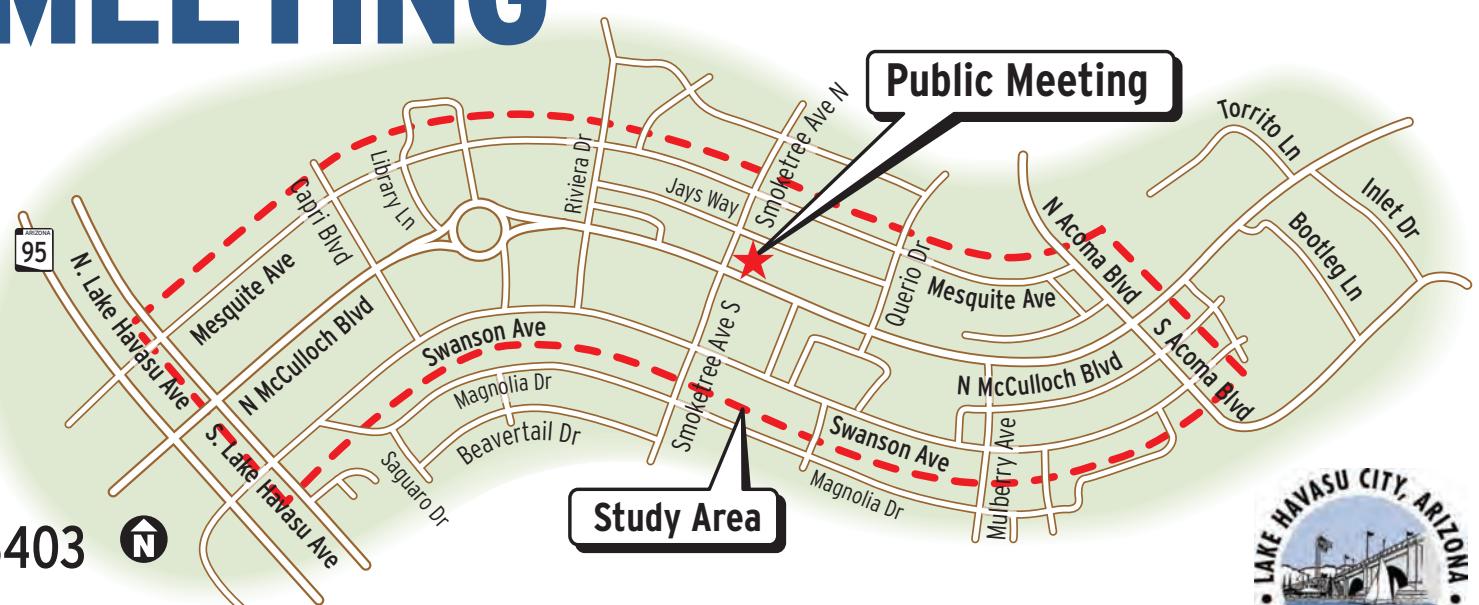 MEETING
Public Meeting
Smoketree Ave N
Torrito Ln
Inlet Dr
Bootleg Ln
Riviera Dr
Library Ln
Capri Blvd
Jays Way
N Acoma Blvd
ARIZONA
95
N. Lake Havasu Ave
Mesquite Ave
N McCulloch Blvd
Querio Dr
Mesquite Ave
S Acoma Blvd
Swanson Ave
Smoketree Ave S
N McCulloch Blvd
Magnolia Dr
Beavertail Dr
S. Lake Havasu Ave
Saguaro Dr
Swanson Ave
Mulberry Ave
Magnolia Dr
Study Area
403
N
• LAKE HAVASU CITY, ARIZONA •